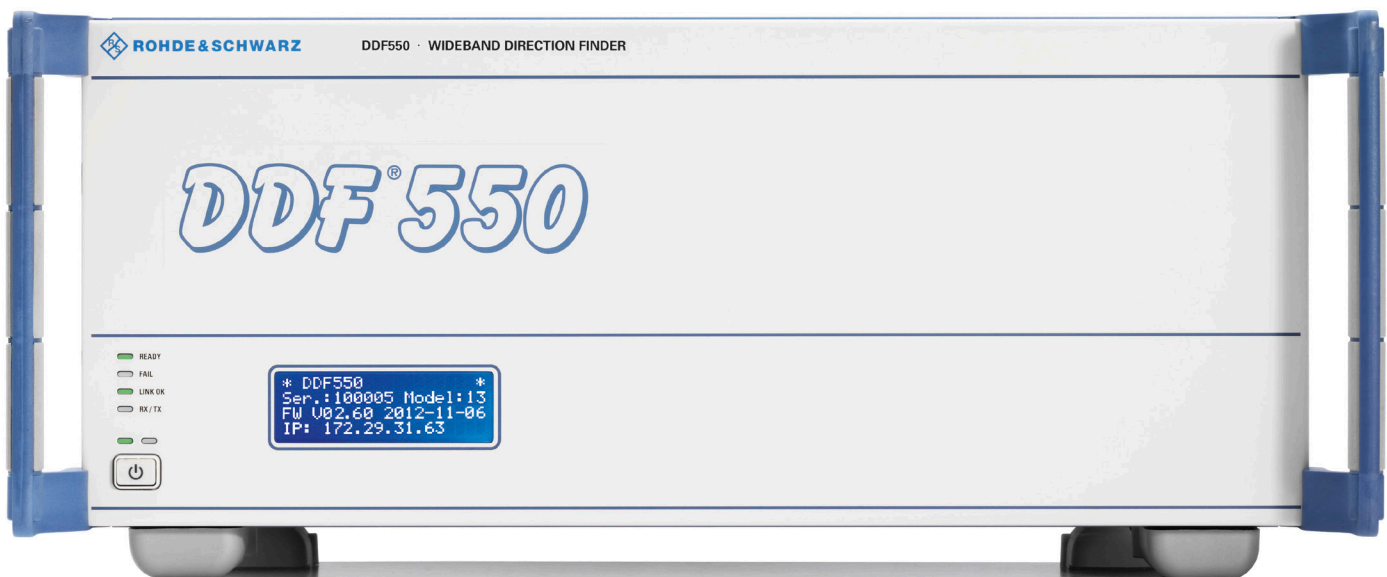 ROHDE&SCHWARZ DDF550 · WIDEBAND DIRECTION FINDER
DDF®550
READY
FAIL
LINK OK
RX / TX
* DDF550 *
Ser.:100005 Model:13
FW V02.60 2012-11-06
IP: 172.29.31.63